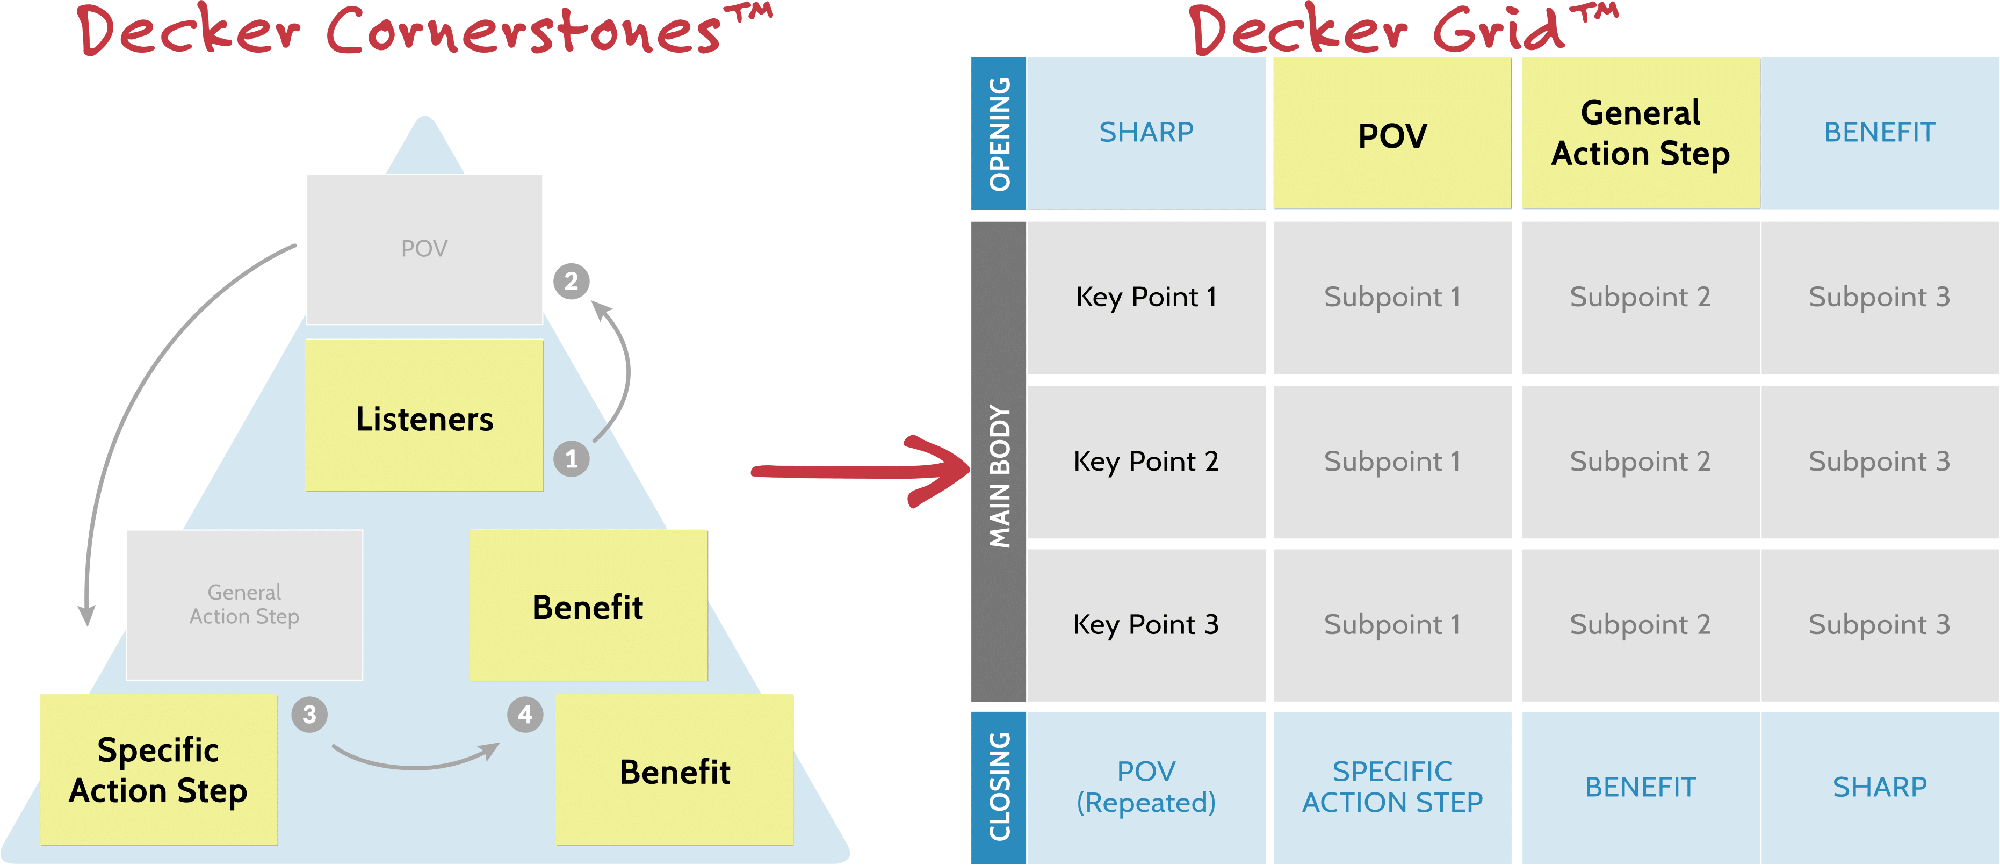 Decker Cornerstones™
POV
2
Listeners
1
General
Action Step
Benefit
3
4
Specific
Action Step
Benefit
Decker Grid™
OPENING
SHARP
POV
General
Action Step
BENEFIT
MAIN BODY
Key Point 1
Subpoint 1
Subpoint 2
Subpoint 3
Key Point 2
Subpoint 1
Subpoint 2
Subpoint 3
Key Point 3
Subpoint 1
Subpoint 2
Subpoint 3
CLOSING
POV
(Repeated)
SPECIFIC
ACTION STEP
BENEFIT
SHARP